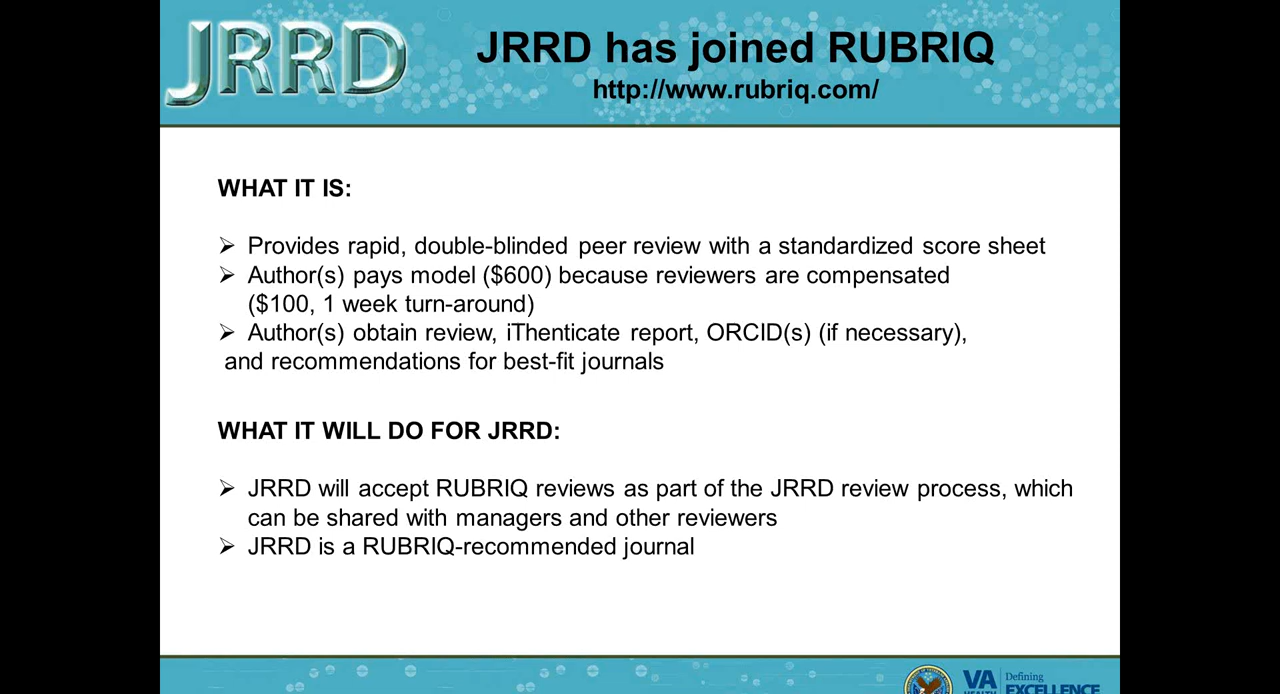 JRRD
JRRD has joined RUBRIQ
http://www.rubriq.com/
WHAT IT IS:
➢ Provides rapid, double-blinded peer review with a standardized score sheet
➢ Author(s) pays model ($600) because reviewers are compensated
($100, 1 week turn-around)
➢ Author(s) obtain review, iThenticate report, ORCID(s) (if necessary),
and recommendations for best-fit journals
WHAT IT WILL DO FOR JRRD:
➢ JRRD will accept RUBRIQ reviews as part of the JRRD review process, which
can be shared with managers and other reviewers
➢ JRRD is a RUBRIQ-recommended journal
VA
HEALTH
Defining
EXCELLENCE